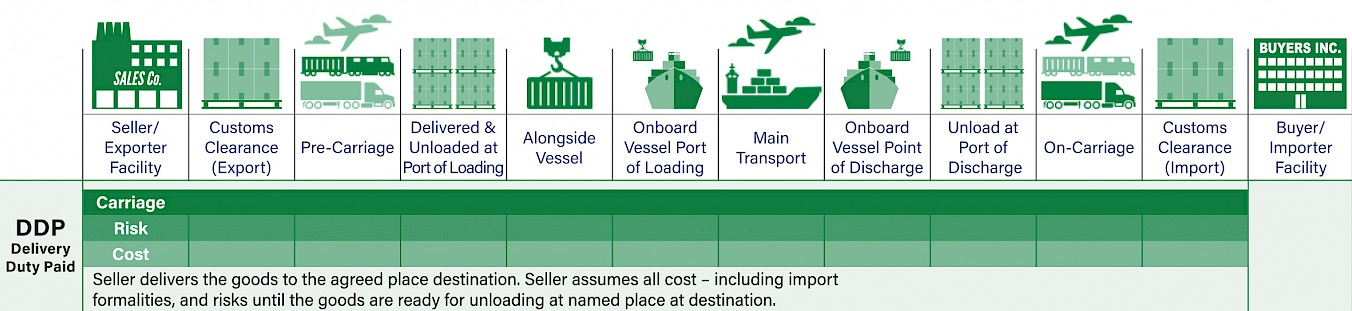 SALES Co.
BUYERS INC.
Seller/
Exporter
Facility
Customs
Clearance
(Export)
Pre-Carriage
Delivered &
Unloaded at
Port of Loading
Alongside
Vessel
Onboard
Vessel Port
of Loading
Main
Transport
Onboard
Vessel Point
of Discharge
Unload at
Port of
Discharge
On-Carriage
Customs
Clearance
(Import)
Buyer/
Importer
Facility
DDP
Delivery
Duty Paid
Carriage
Risk
Cost
Seller delivers the goods to the agreed place destination. Seller assumes all cost – including import
formalities, and risks until the goods are ready for unloading at named place at destination.